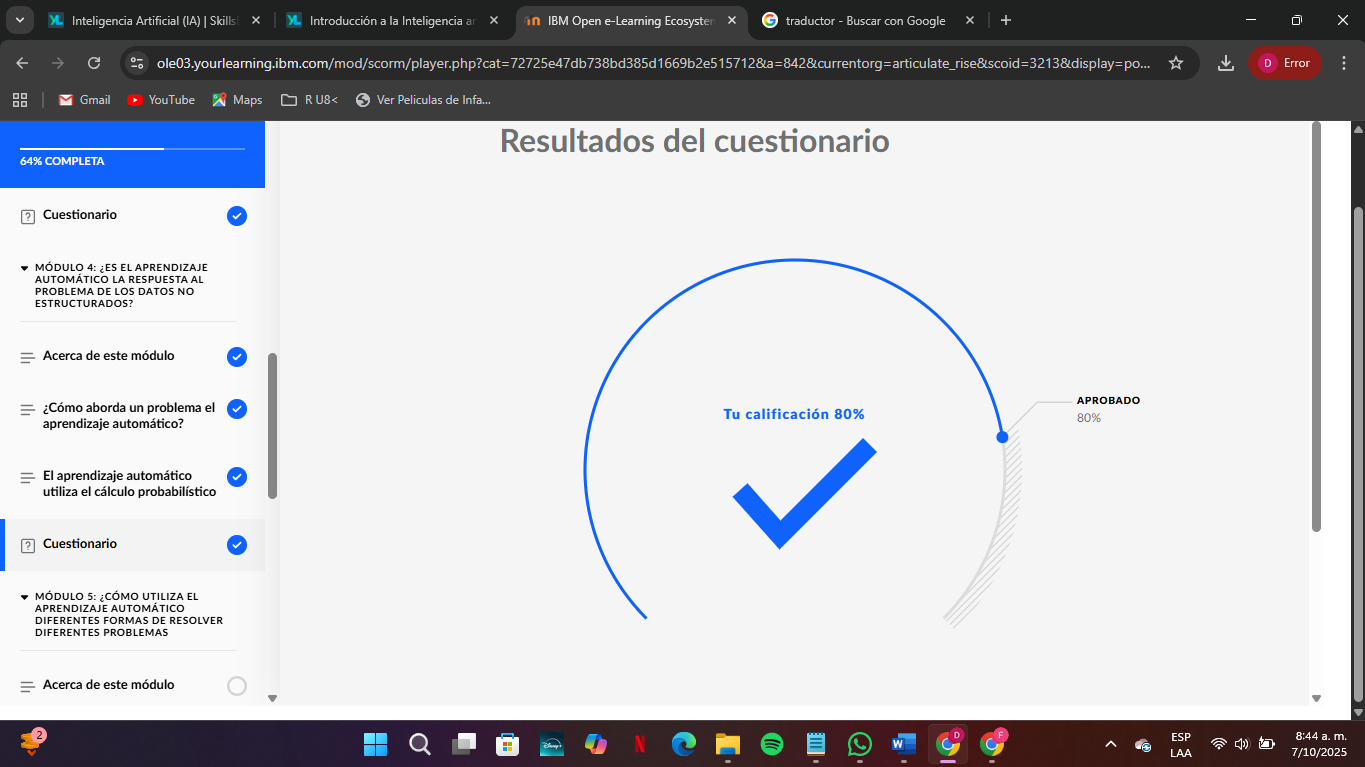 Inteligencia Artificial (IA) | Skills
Introducción a la Inteligencia ar
IBM Open e-Learning Ecosystem
traductor - Buscar con Google
ole03.yourlearning.ibm.com/mod/scorm/player.php?cat=72725e47db738bd385d1669b2e515712&a=842&currentorg=articulate_rise&scoid=3213&display=po...
D Error
Gmail
YouTube
Maps
R U8<
Ver Peliculas de Infa...
64% COMPLETA
Cuestionario
MÓDULO 4: ¿ES EL APRENDIZAJE
AUTOMÁTICO LA RESPUESTA AL
PROBLEMA DE LOS DATOS NO
ESTRUCTURADOS?
Acerca de este módulo
¿Cómo aborda un problema el
aprendizaje automático?
El aprendizaje automático
utiliza el cálculo probabilístico
Cuestionario
MÓDULO 5: ¿CÓMO UTILIZA EL
APRENDIZAJE AUTOMÁTICO
DIFERENTES FORMAS DE RESOLVER
DIFERENTES PROBLEMAS
Acerca de este módulo
Resultados del cuestionario
Tu calificación 80%
APROBADO
80%
2
ESP
LAA
8:44 a. m.
7/10/2025